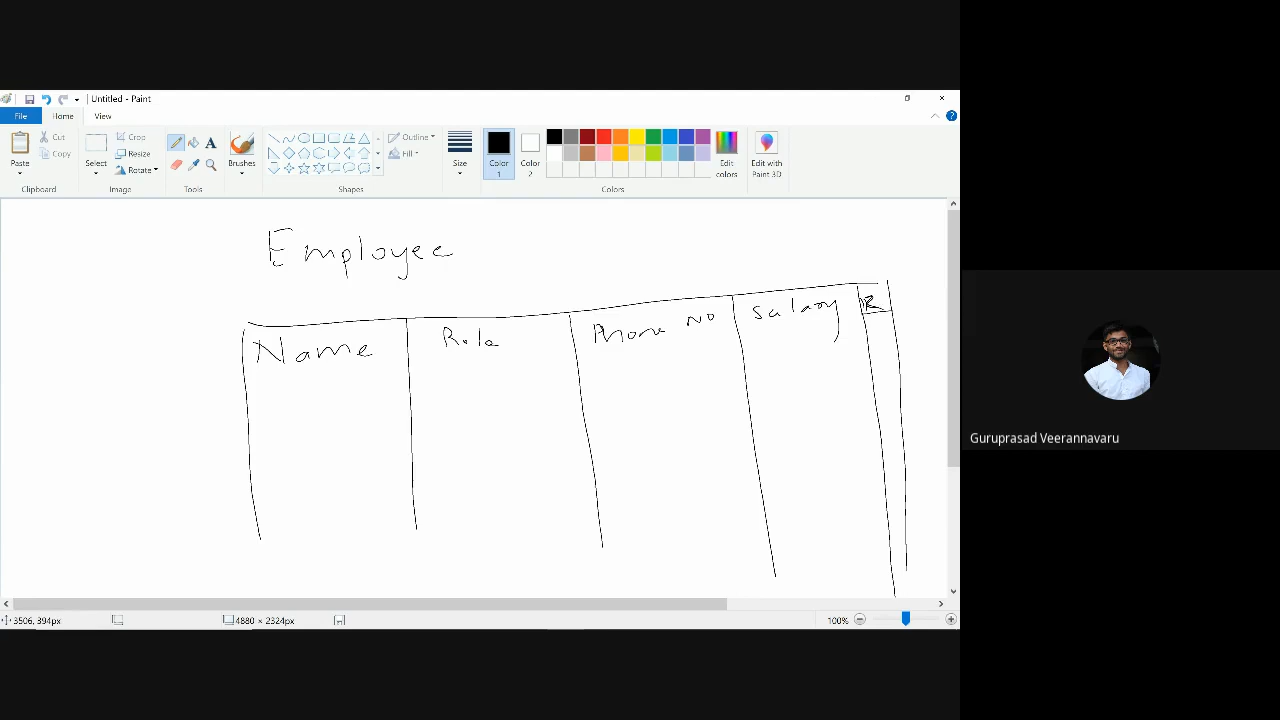 Untitled - Paint
File Home View
Paste Cut Copy
Clipboard
Select Crop Resize Rotate
Image
A
Tools
Brushes
Outline Fill
Shapes
Size
Color 1
Color 2
Edit colors
Colors
Edit with Paint 3D
Employee
Name Role Phone no Salary R
Guruprasad Veerannavaru
3506, 394px
4880 × 2324px
100%